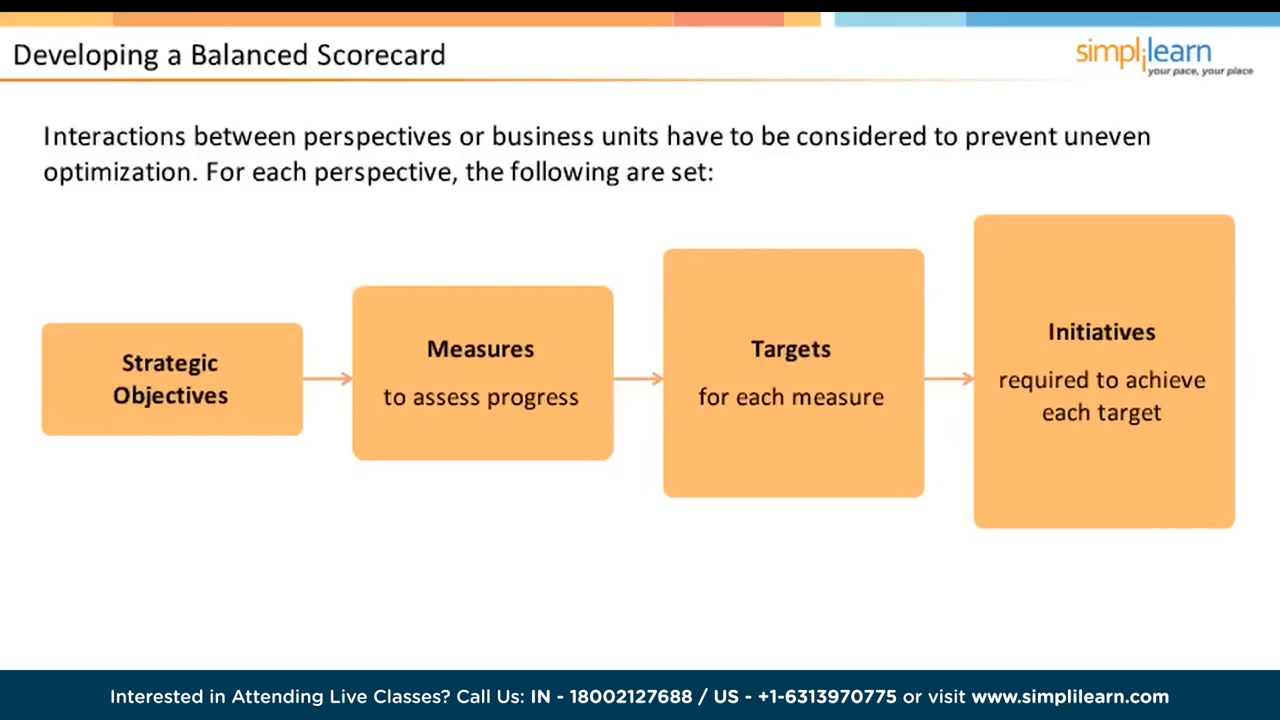 Developing a Balanced Scorecard
simplilearn
your pace, your place
Interactions between perspectives or business units have to be considered to prevent uneven
optimization. For each perspective, the following are set:
Strategic
Objectives
Measures
to assess progress
Targets
for each measure
Initiatives
required to achieve
each target
Interested in Attending Live Classes? Call Us: IN - 18002127688 / US - +1-6313970775 or visit www.simplilearn.com